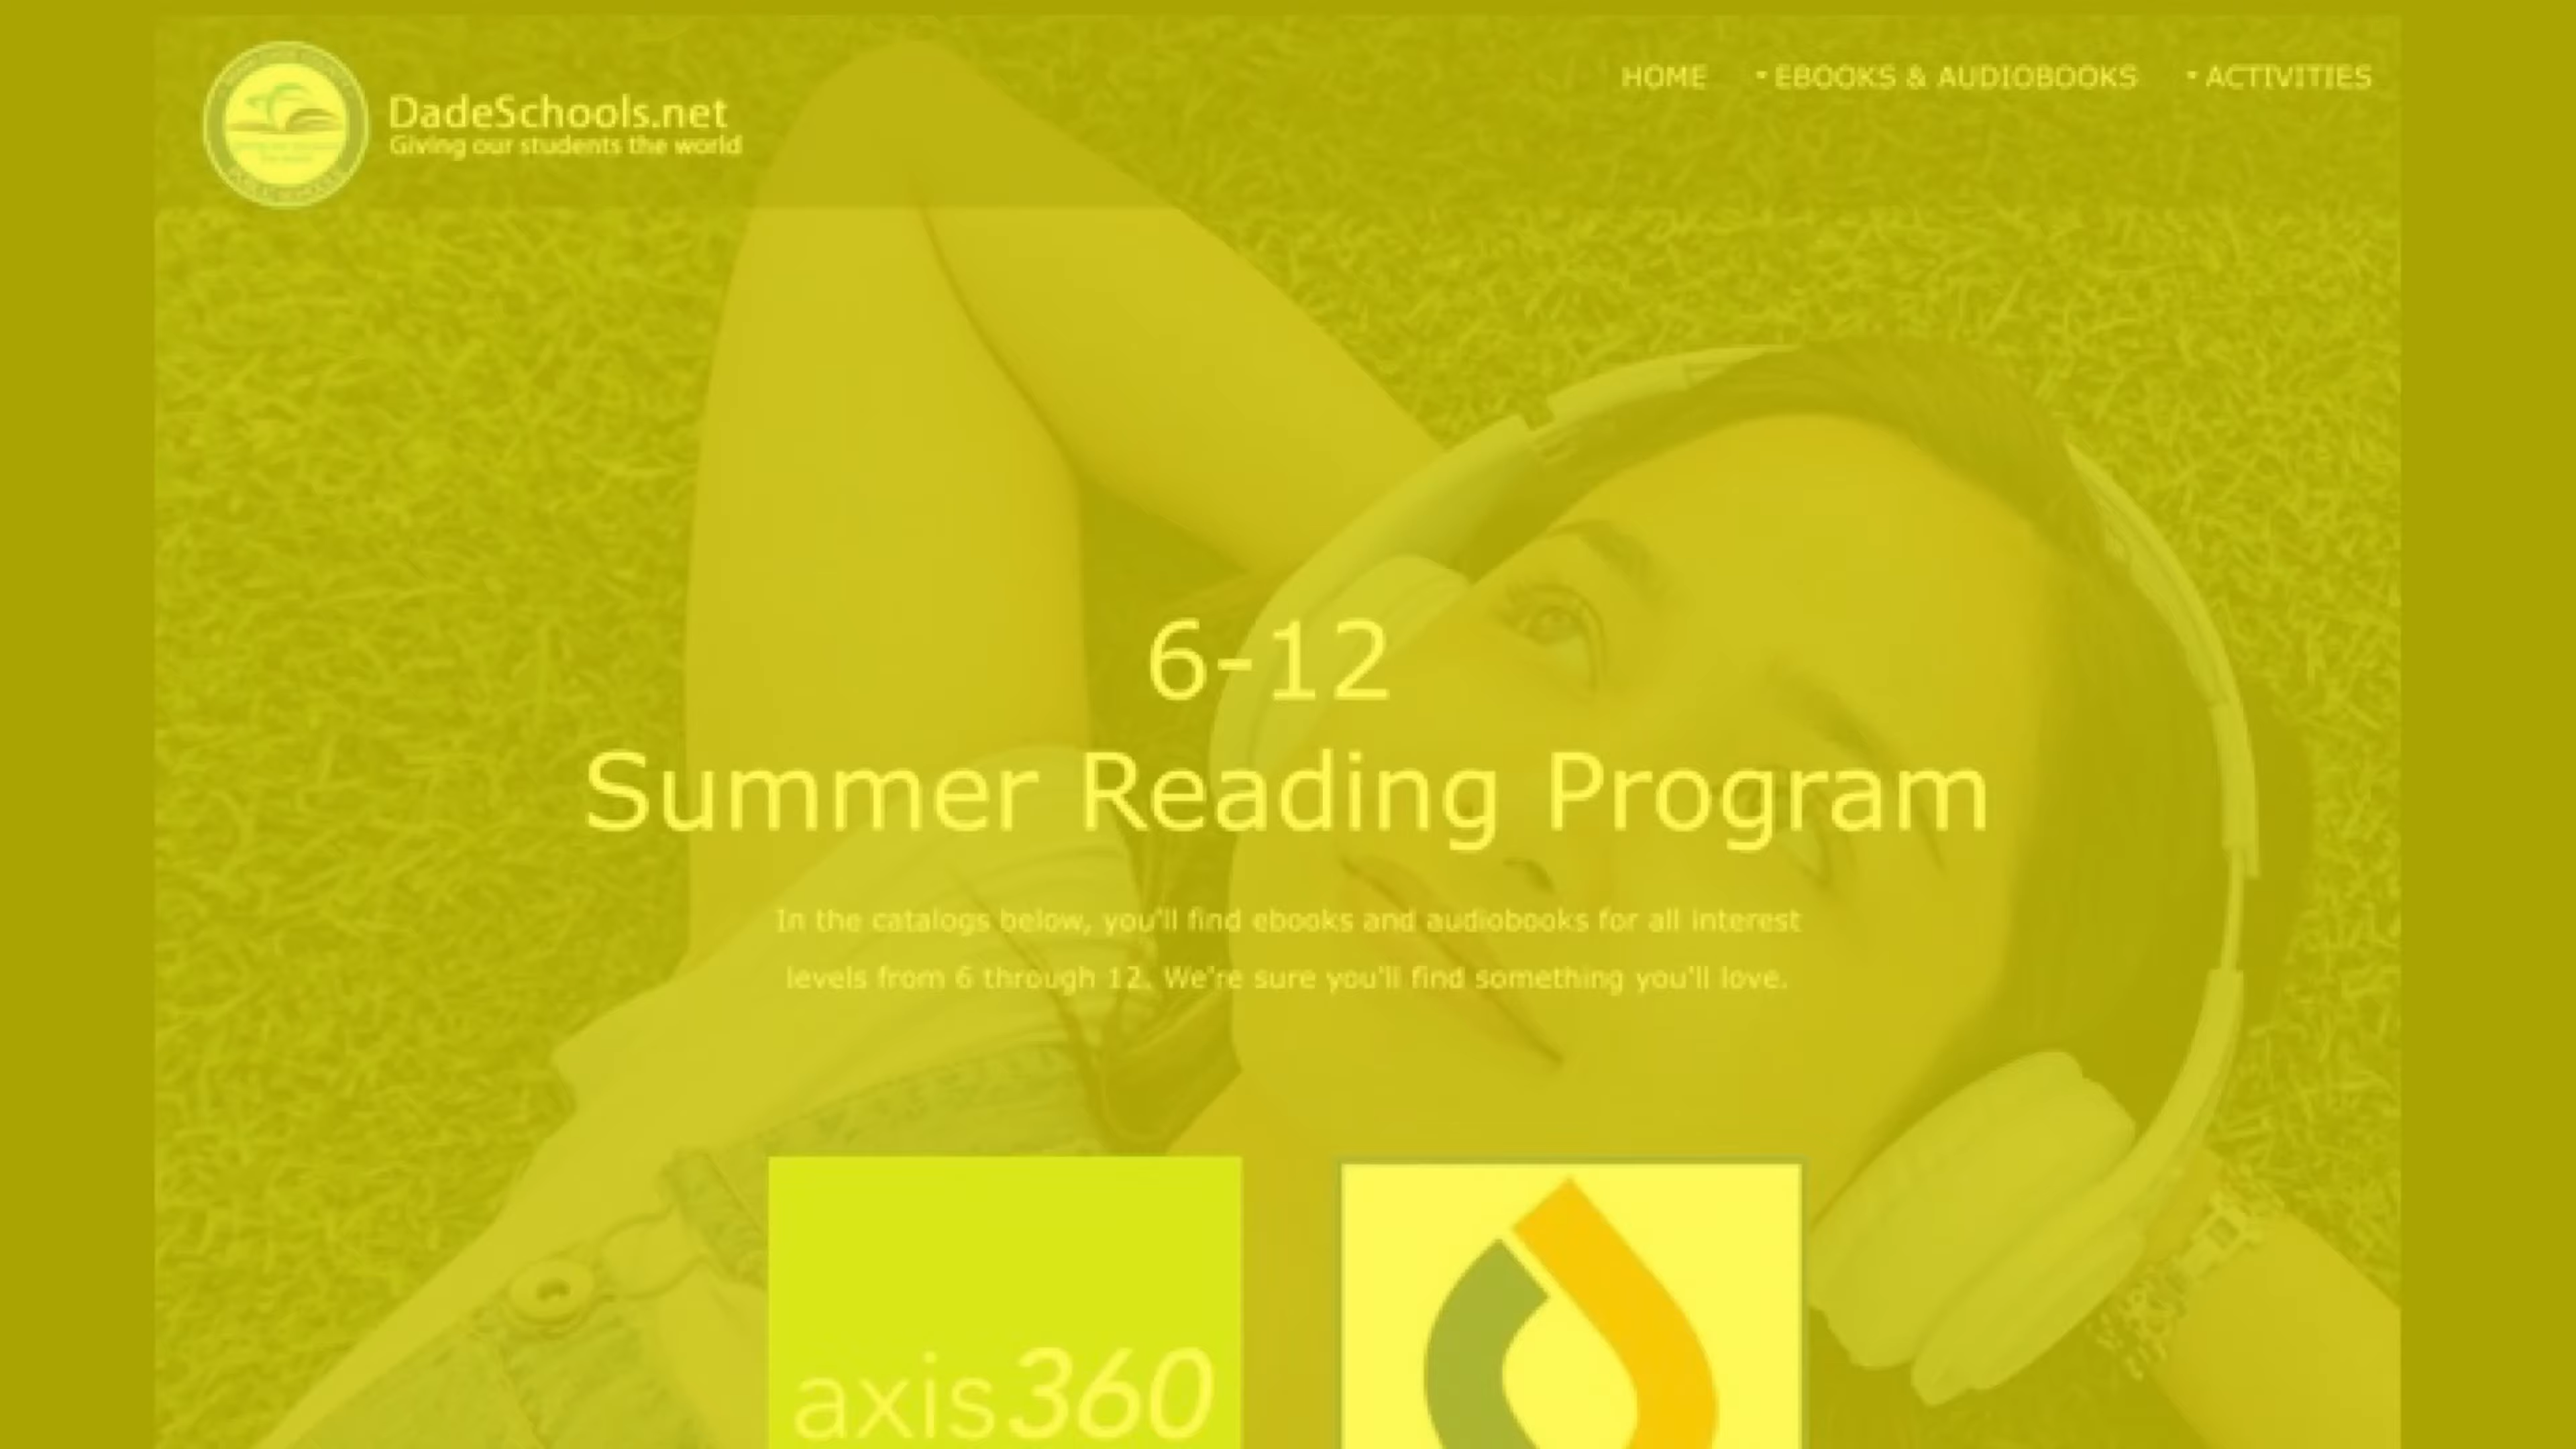 DadeSchools.net
Giving our students the world
HOME
EBOOKS & AUDIOBOOKS
ACTIVITIES
6-12
Summer Reading Program
In the catalogs below, you'll find ebooks and audiobooks for all interest
levels from 6 through 12. We're sure you'll find something you'll love.
axis360